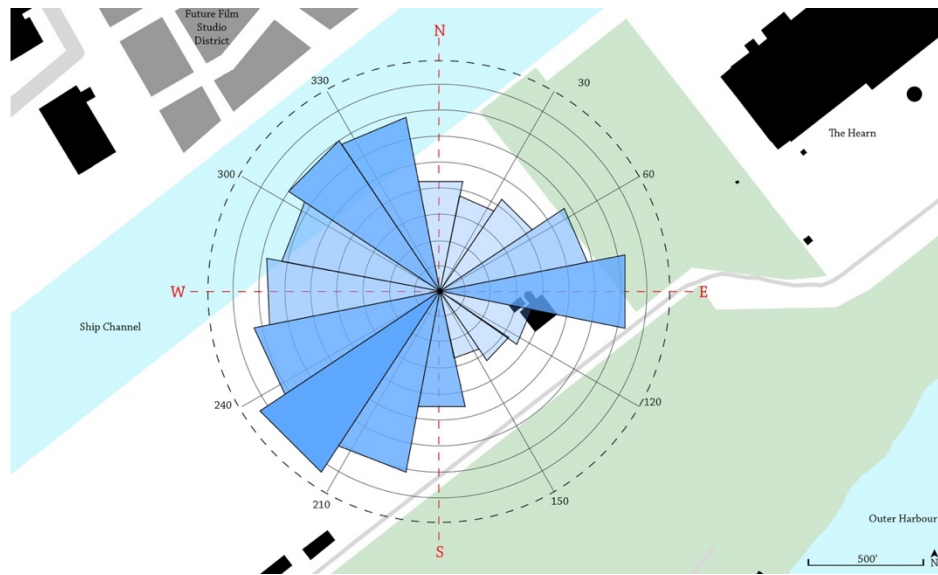 Future Film
Studio
District
N
330
30
The Hearn
300
60
W
E
Ship Channel
240
120
210
150
Outer Harbour
S
500'
N